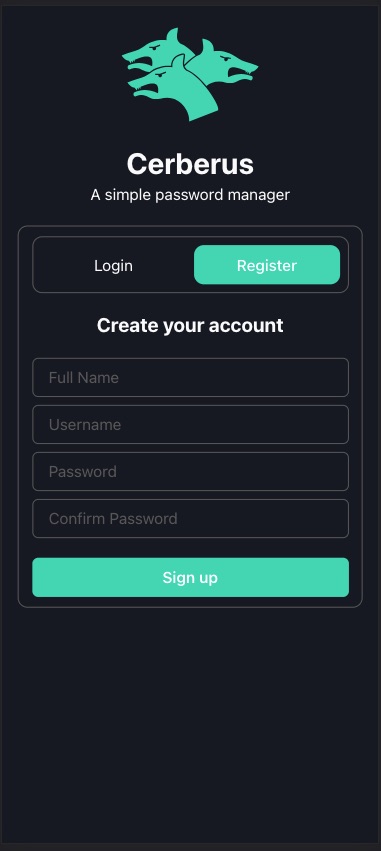 Cerberus
A simple password manager
Login Register
Create your account
Full Name
Username
Password
Confirm Password
Sign up